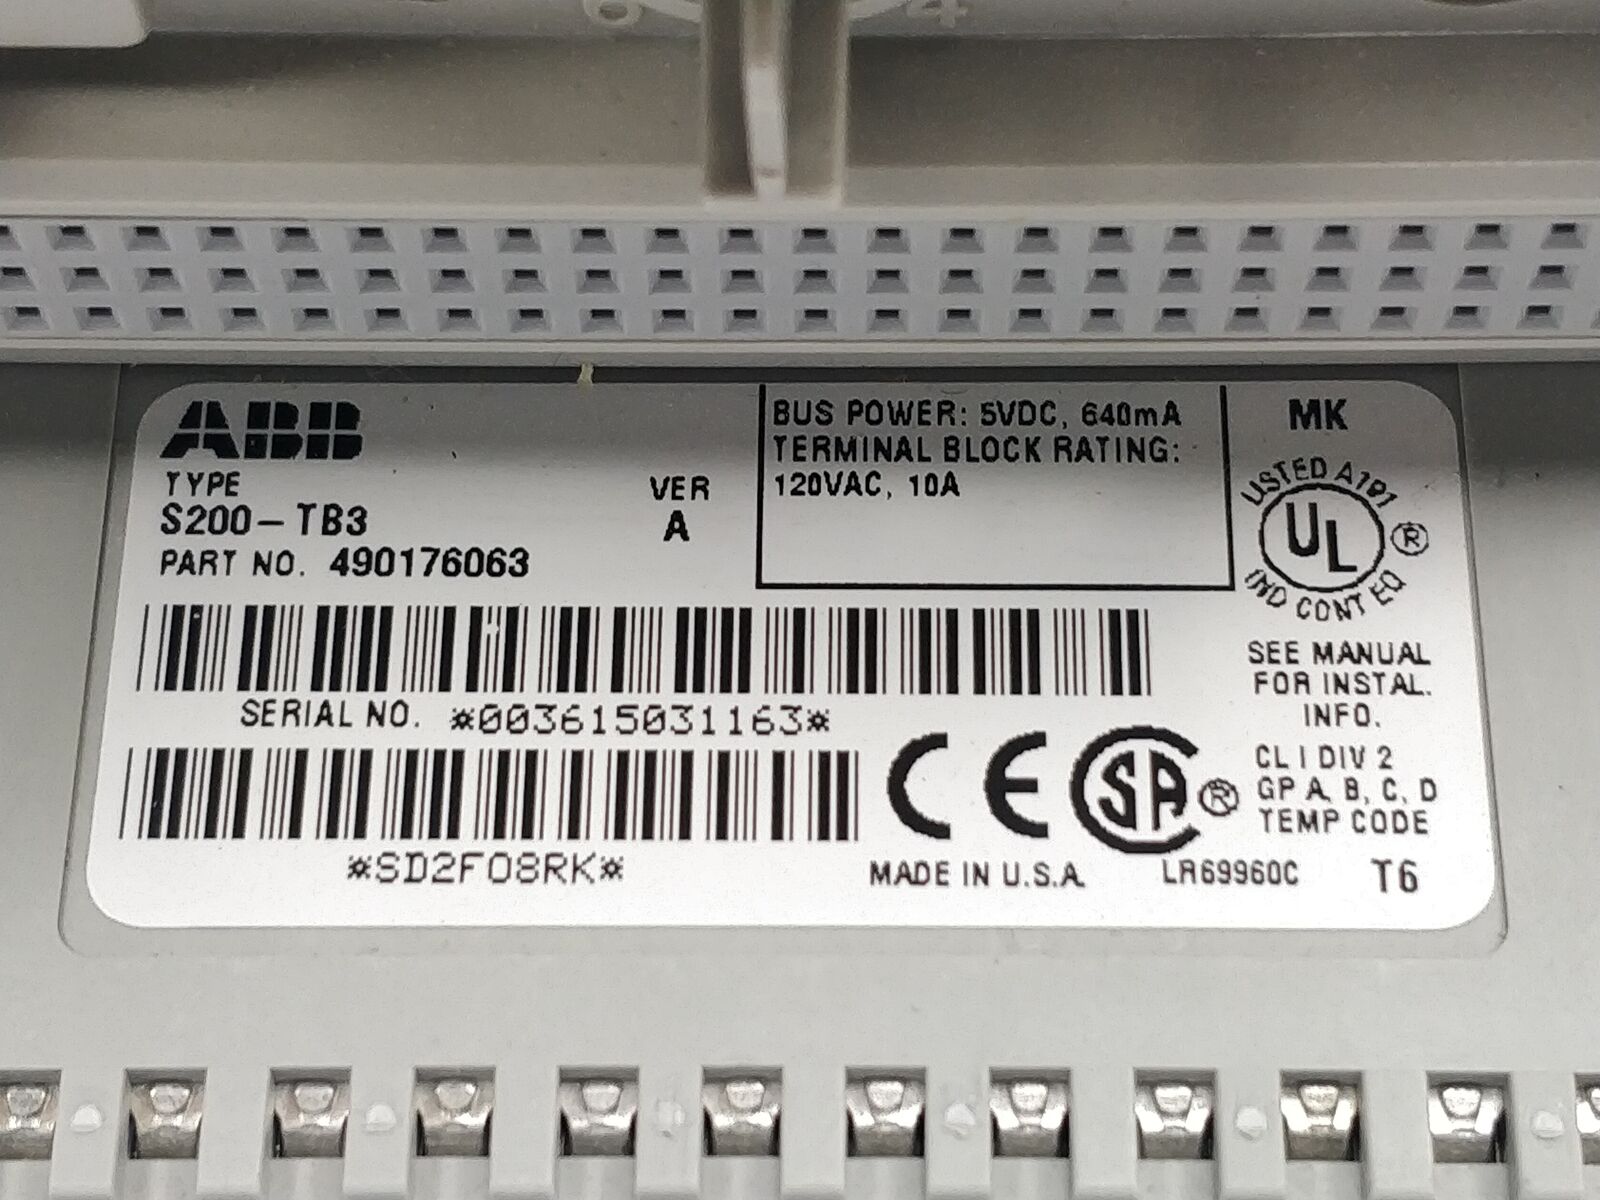 6 4
ABB
TYPE
S200-TB3
VER
A
PART NO. 490176063
BUS POWER: 5VDC, 640mA
TERMINAL BLOCK RATING:
120VAC, 10A
MK
LISTED A191
UL ®
IND CONT EQ
SERIAL NO. *003615031163*
SEE MANUAL
FOR INSTAL.
INFO.
CL I DIV 2
GP A, B, C, D
TEMP CODE
T6
*SD2F08RK*
CE
SA ®
MADE IN U.S.A.
LR69960C